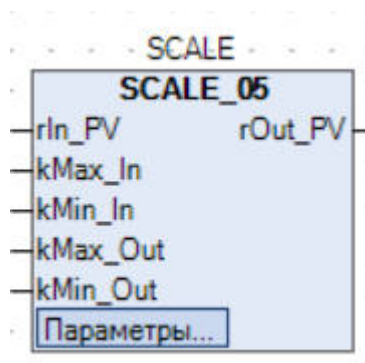 SCALE
SCALE_05
rIn_PV rOut_PV
kMax_In
kMin_In
kMax_Out
kMin_Out
Параметры...